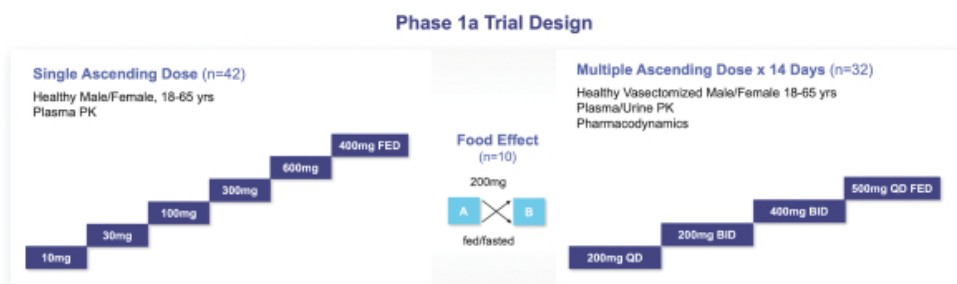 Phase 1a Trial Design
Single Ascending Dose (n=42)
Healthy Male/Female, 18-65 yrs
Plasma PK
400mg FED
600mg
300mg
100mg
30mg
10mg
Food Effect
(n=10)
200mg
A B
fed/fasted
Multiple Ascending Dose x 14 Days (n=32)
Healthy Vasectomized Male/Female 18-65 yrs
Plasma/Urine PK
Pharmacodynamics
500mg QD FED
400mg BID
200mg BID
200mg QD